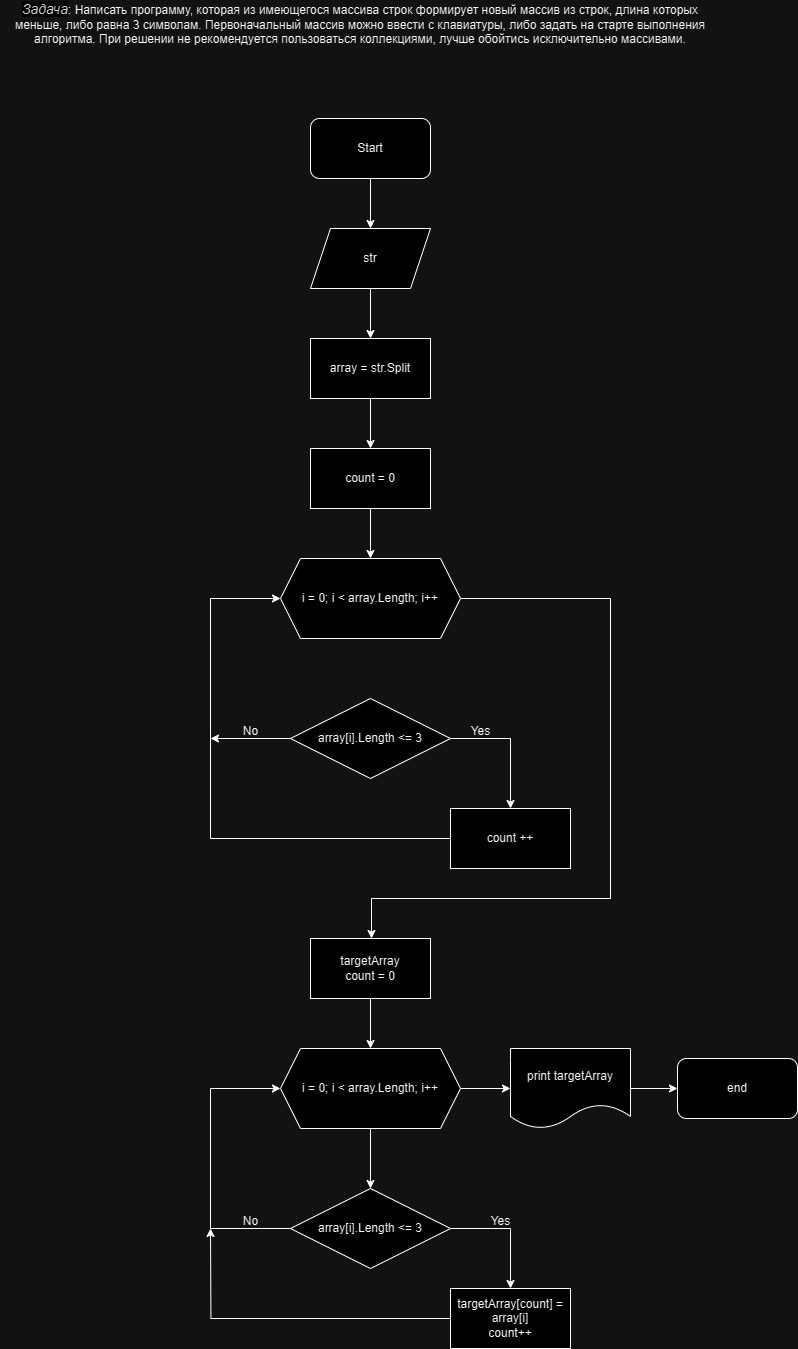 Задача: Написать программу, которая из имеющегося массива строк формирует новый массив из строк, длина которых
меньше, либо равна 3 символам. Первоначальный массив можно ввести с клавиатуры, либо задать на старте выполнения
алгоритма. При решении не рекомендуется пользоваться коллекциями, лучше обойтись исключительно массивами.
Start
str
array = str.Split
count = 0
i = 0; i < array.Length; i++
No
array[i].Length <= 3
Yes
count ++
targetArray
count = 0
i = 0; i < array.Length; i++
print targetArray
end
No
array[i].Length <= 3
Yes
targetArray[count] =
array[i]
count++